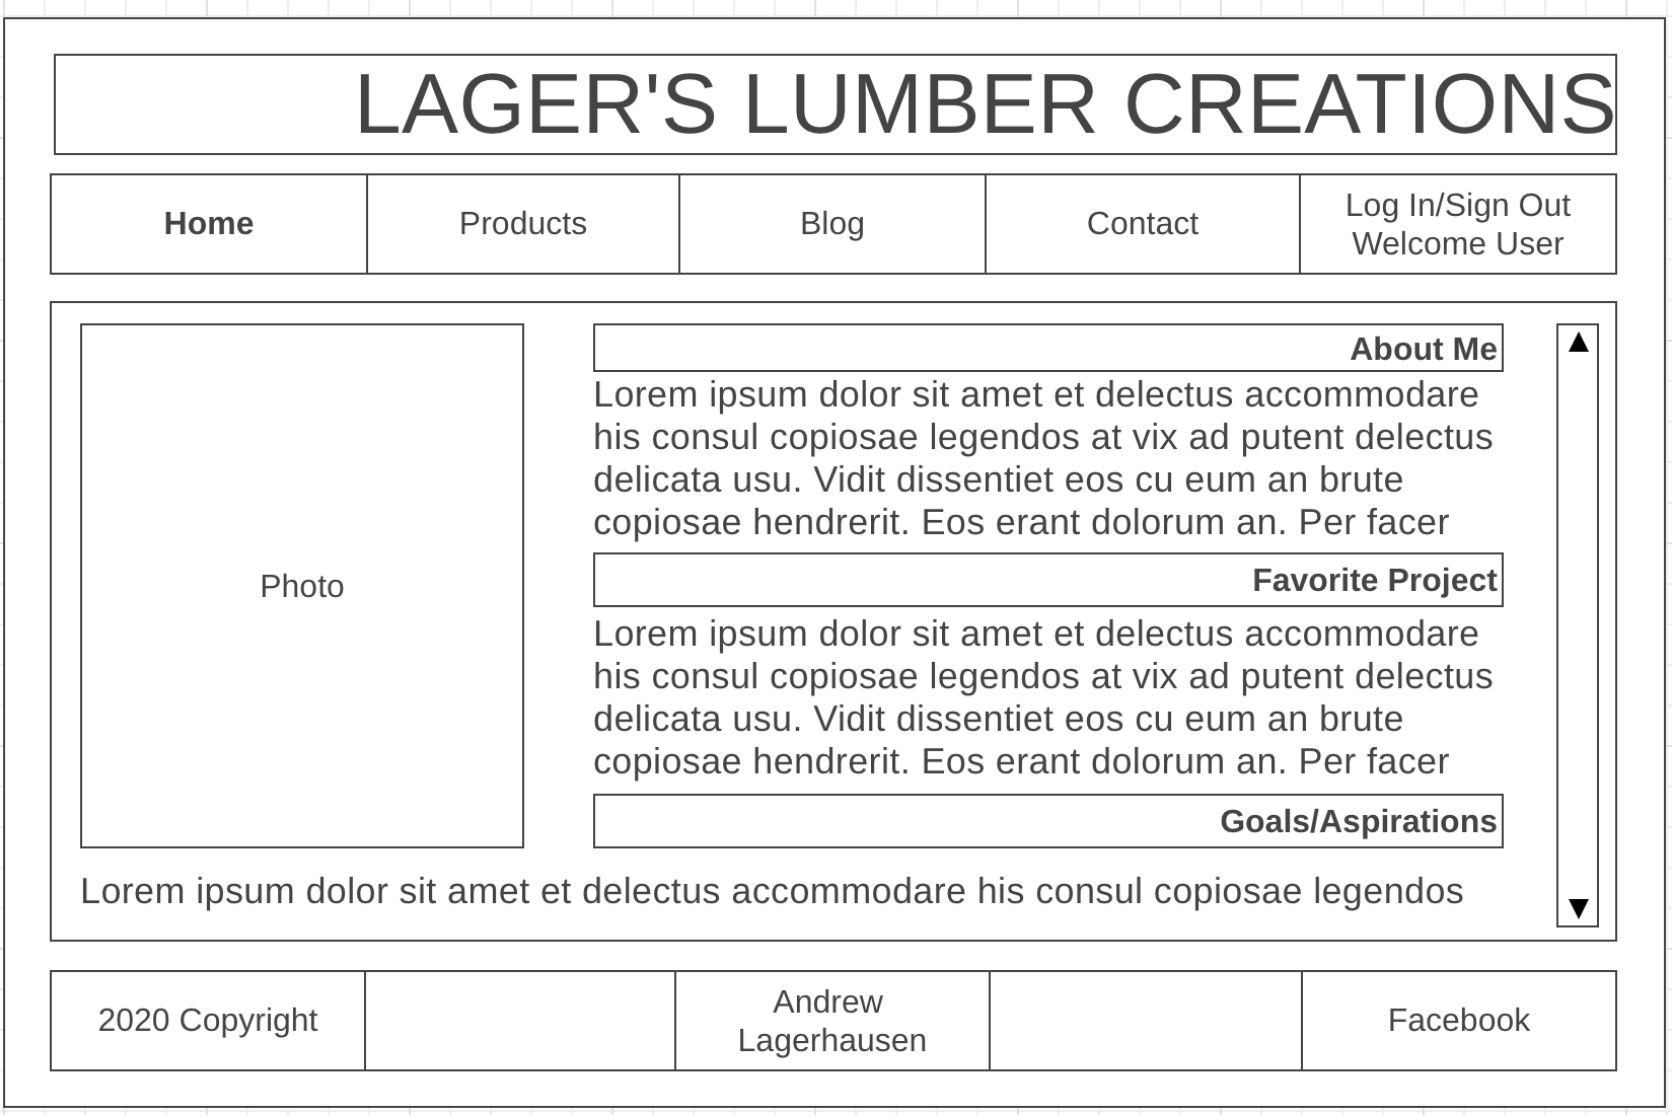 LAGER'S LUMBER CREATIONS
Home
Products
Blog
Contact
Log In/Sign Out
Welcome User
Photo
About Me
Lorem ipsum dolor sit amet et delectus accommodare
his consul copiosae legendos at vix ad putent delectus
delicata usu. Vidit dissentiet eos cu eum an brute
copiosae hendrerit. Eos erant dolorum an. Per facer
Favorite Project
Lorem ipsum dolor sit amet et delectus accommodare
his consul copiosae legendos at vix ad putent delectus
delicata usu. Vidit dissentiet eos cu eum an brute
copiosae hendrerit. Eos erant dolorum an. Per facer
Goals/Aspirations
Lorem ipsum dolor sit amet et delectus accommodare his consul copiosae legendos
2020 Copyright
Andrew
Lagerhausen
Facebook